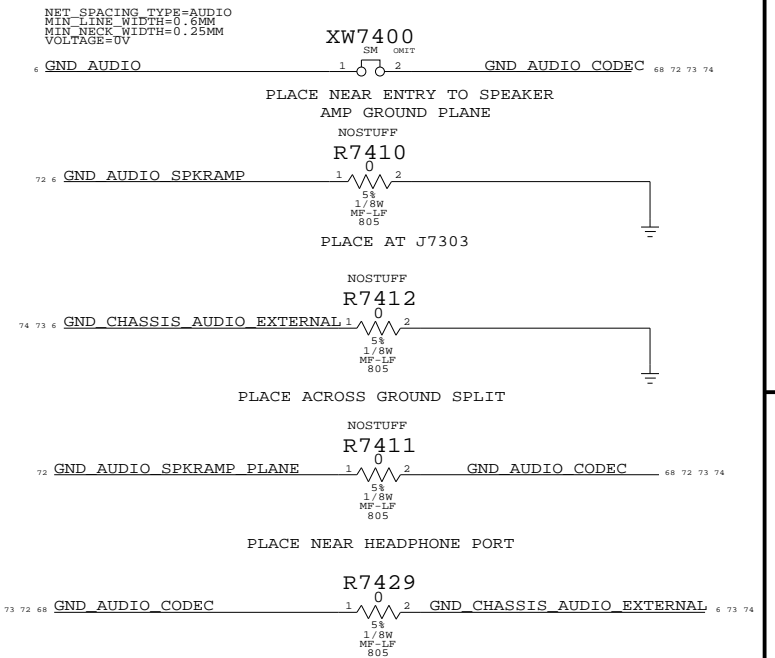 NET_SPACING_TYPE=AUDIO
MIN_LINE_WIDTH=0.6MM
MIN_NECK_WIDTH=0.25MM
VOLTAGE=0V
XW7400
SM OMIT
6 GND_AUDIO 1 2 GND_AUDIO_CODEC 68 72 73 74
PLACE NEAR ENTRY TO SPEAKER
AMP GROUND PLANE
NOSTUFF
R7410
0
72 6 GND_AUDIO_SPKRAMP 1 2
5%
1/8W
MF-LF
805
PLACE AT J7303
NOSTUFF
R7412
0
74 73 6 GND_CHASSIS_AUDIO_EXTERNAL 1 2
5%
1/8W
MF-LF
805
PLACE ACROSS GROUND SPLIT
NOSTUFF
R7411
0
72 GND_AUDIO_SPKRAMP_PLANE 1 2 GND_AUDIO_CODEC 68 72 73 74
5%
1/8W
MF-LF
805
PLACE NEAR HEADPHONE PORT
R7429
0
73 72 68 GND_AUDIO_CODEC 1 2 GND_CHASSIS_AUDIO_EXTERNAL 6 73 74
5%
1/8W
MF-LF
805